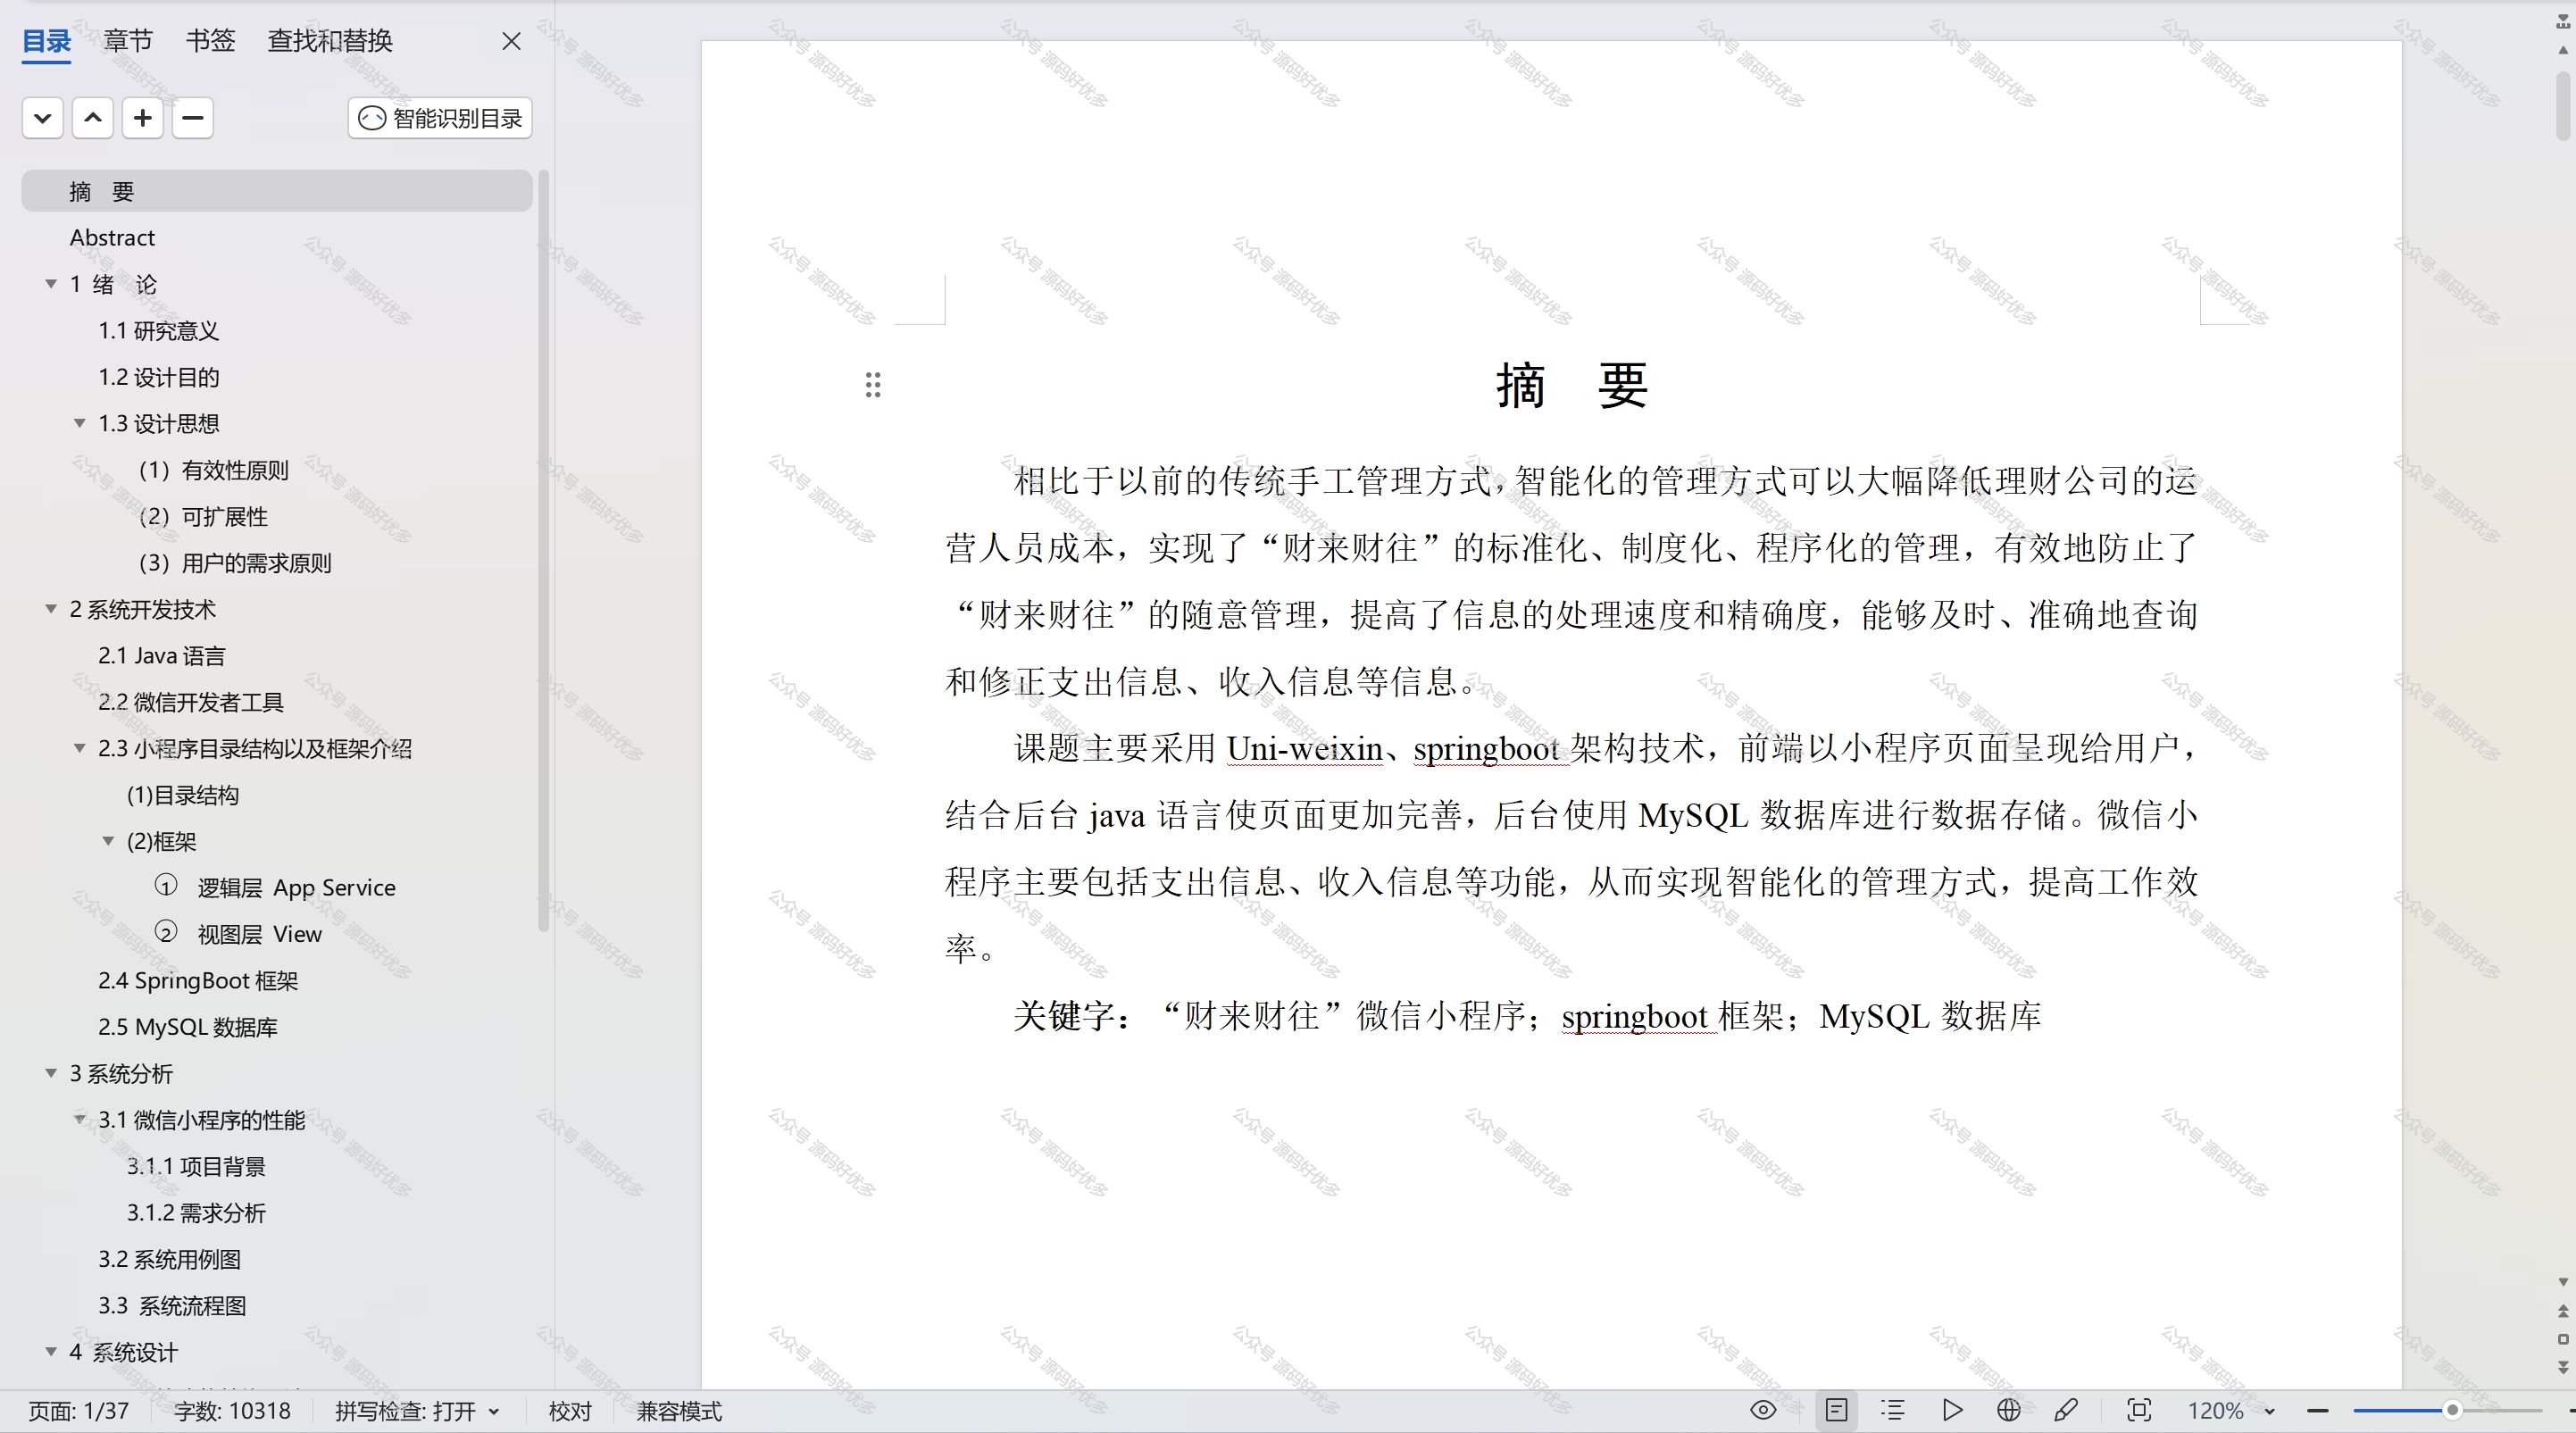 目录 章节 书签 查找和替换
智能识别目录
摘 要
Abstract
1 绪 论
1.1 研究意义
1.2 设计目的
1.3 设计思想
（1）有效性原则
（2）可扩展性
（3）用户的需求原则
2 系统开发技术
2.1 Java 语言
2.2 微信开发者工具
2.3 小程序目录结构以及框架介绍
(1)目录结构
(2)框架
① 逻辑层 App Service
② 视图层 View
2.4 SpringBoot 框架
2.5 MySQL 数据库
3 系统分析
3.1 微信小程序的性能
3.1.1 项目背景
3.1.2 需求分析
3.2 系统用例图
3.3 系统流程图
4 系统设计
摘 要
相比于以前的传统手工管理方式，智能化的管理方式可以大幅降低理财公司的运
营人员成本，实现了“财来财往”的标准化、制度化、程序化的管理，有效地防止了
“财来财往”的随意管理，提高了信息的处理速度和精确度，能够及时、准确地查询
和修正支出信息、收入信息等信息。
课题主要采用 Uni-weixin、springboot 架构技术，前端以小程序页面呈现给用户，
结合后台 java 语言使页面更加完善，后台使用 MySQL 数据库进行数据存储。微信小
程序主要包括支出信息、收入信息等功能，从而实现智能化的管理方式，提高工作效
率。
关键字：“财来财往”微信小程序；springboot 框架；MySQL 数据库
公众号 源码好优多
页面: 1/37 字数: 10318 拼写检查: 打开 校对 兼容模式 120%